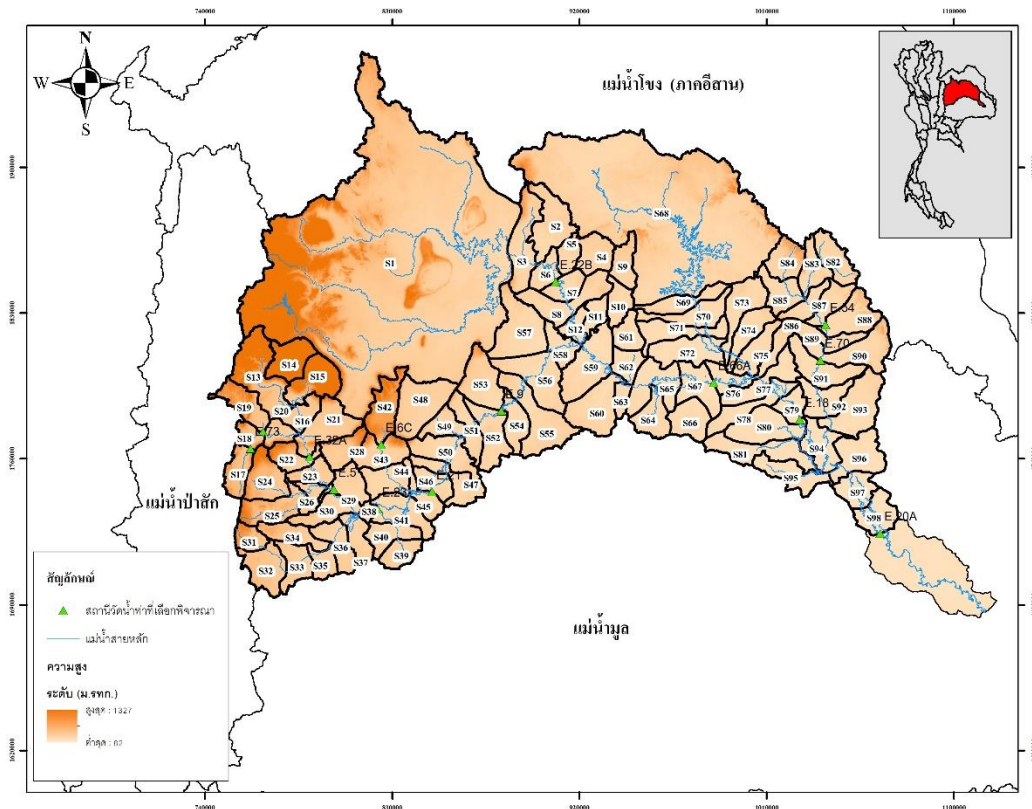 740000 830000 920000 1010000 1100000
N
W E
S
แม่น้ำโขง (ภาคอีสาน)
1900000
S68
S2
S5
S3 S4
S1 E.22B S9 S84 S83 S82
S6
S7
1830000
S10 S69 S73 S85 S87 E.54
S8 S11 S70 S88
S12 S71 S74 S86
S57 S61 S89 E.70
S58 S72 S75 S90
S14 S59 S62 E.66A S91
S13 S15 S53 S56 S65 S67 S76 S77
S19 S20 S42 S48 E.9 S60 S63 S79 E.18 S92 S93
S16 S21 S49 S51 S54 S64 S66 S78 S80
S18 E.32A S28 E.6C S52 S55 S94
1760000
S22 S43 S50 S81 S96
S17 S24 S23 S44 S46 S47 S95
S26 S29 S45 S97
แม่น้ำป่าสัก
S25 S30 S38 S41 S98 E.20A
S31 S34 S36 S40
S32 S33 S35 S37 S39
สัญลักษณ์
สถานีวัดน้ำท่าที่เลือกพิจารณา
1690000
แม่น้ำมูล
แม่น้ำสายหลัก
ความสูง
ระดับ (ม.รทก.)
สูงสุด : 1327
1620000
740000 830000 920000 1010000 1100000